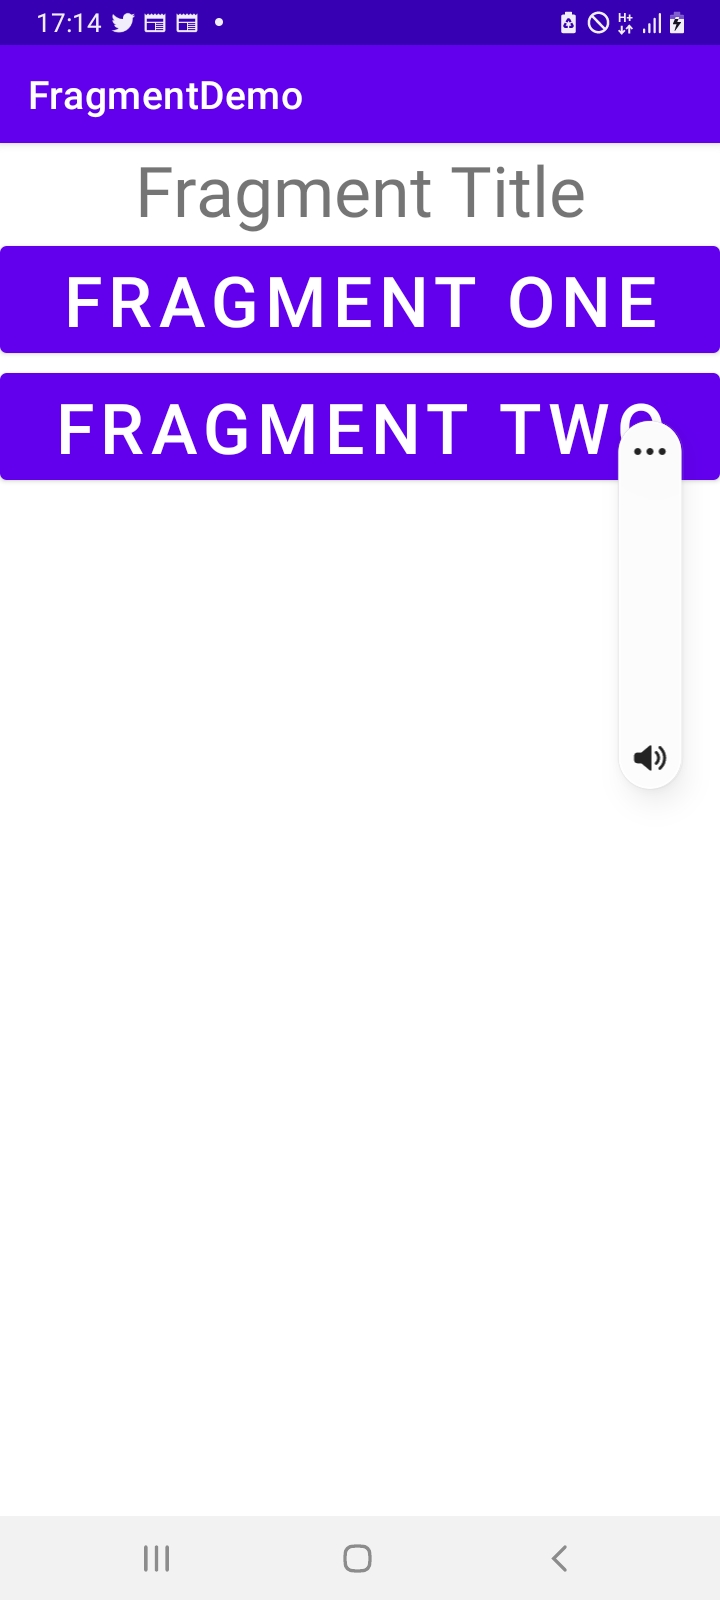 17:14 H+
FragmentDemo
Fragment Title
FRAGMENT ONE
FRAGMENT TWO